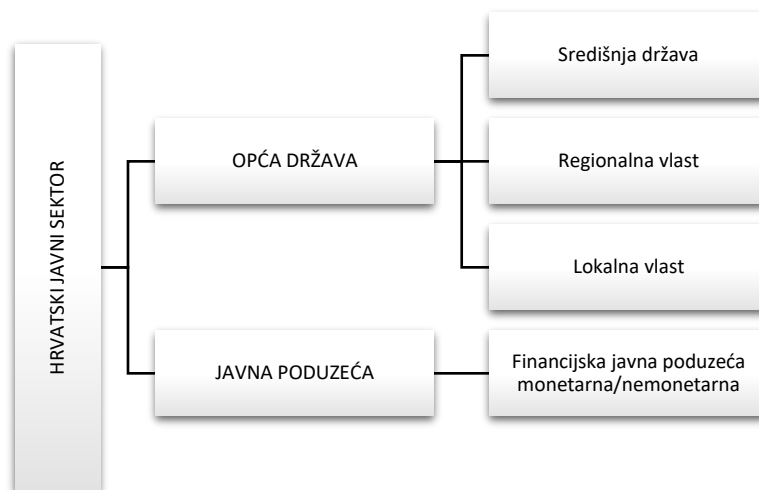 HRVATSKI JAVNI SEKTOR
OPĆA DRŽAVA
Središnja država
Regionalna vlast
Lokalna vlast
JAVNA PODUZEĆA
Financijska javna poduzeća
monetarna/nemonetarna